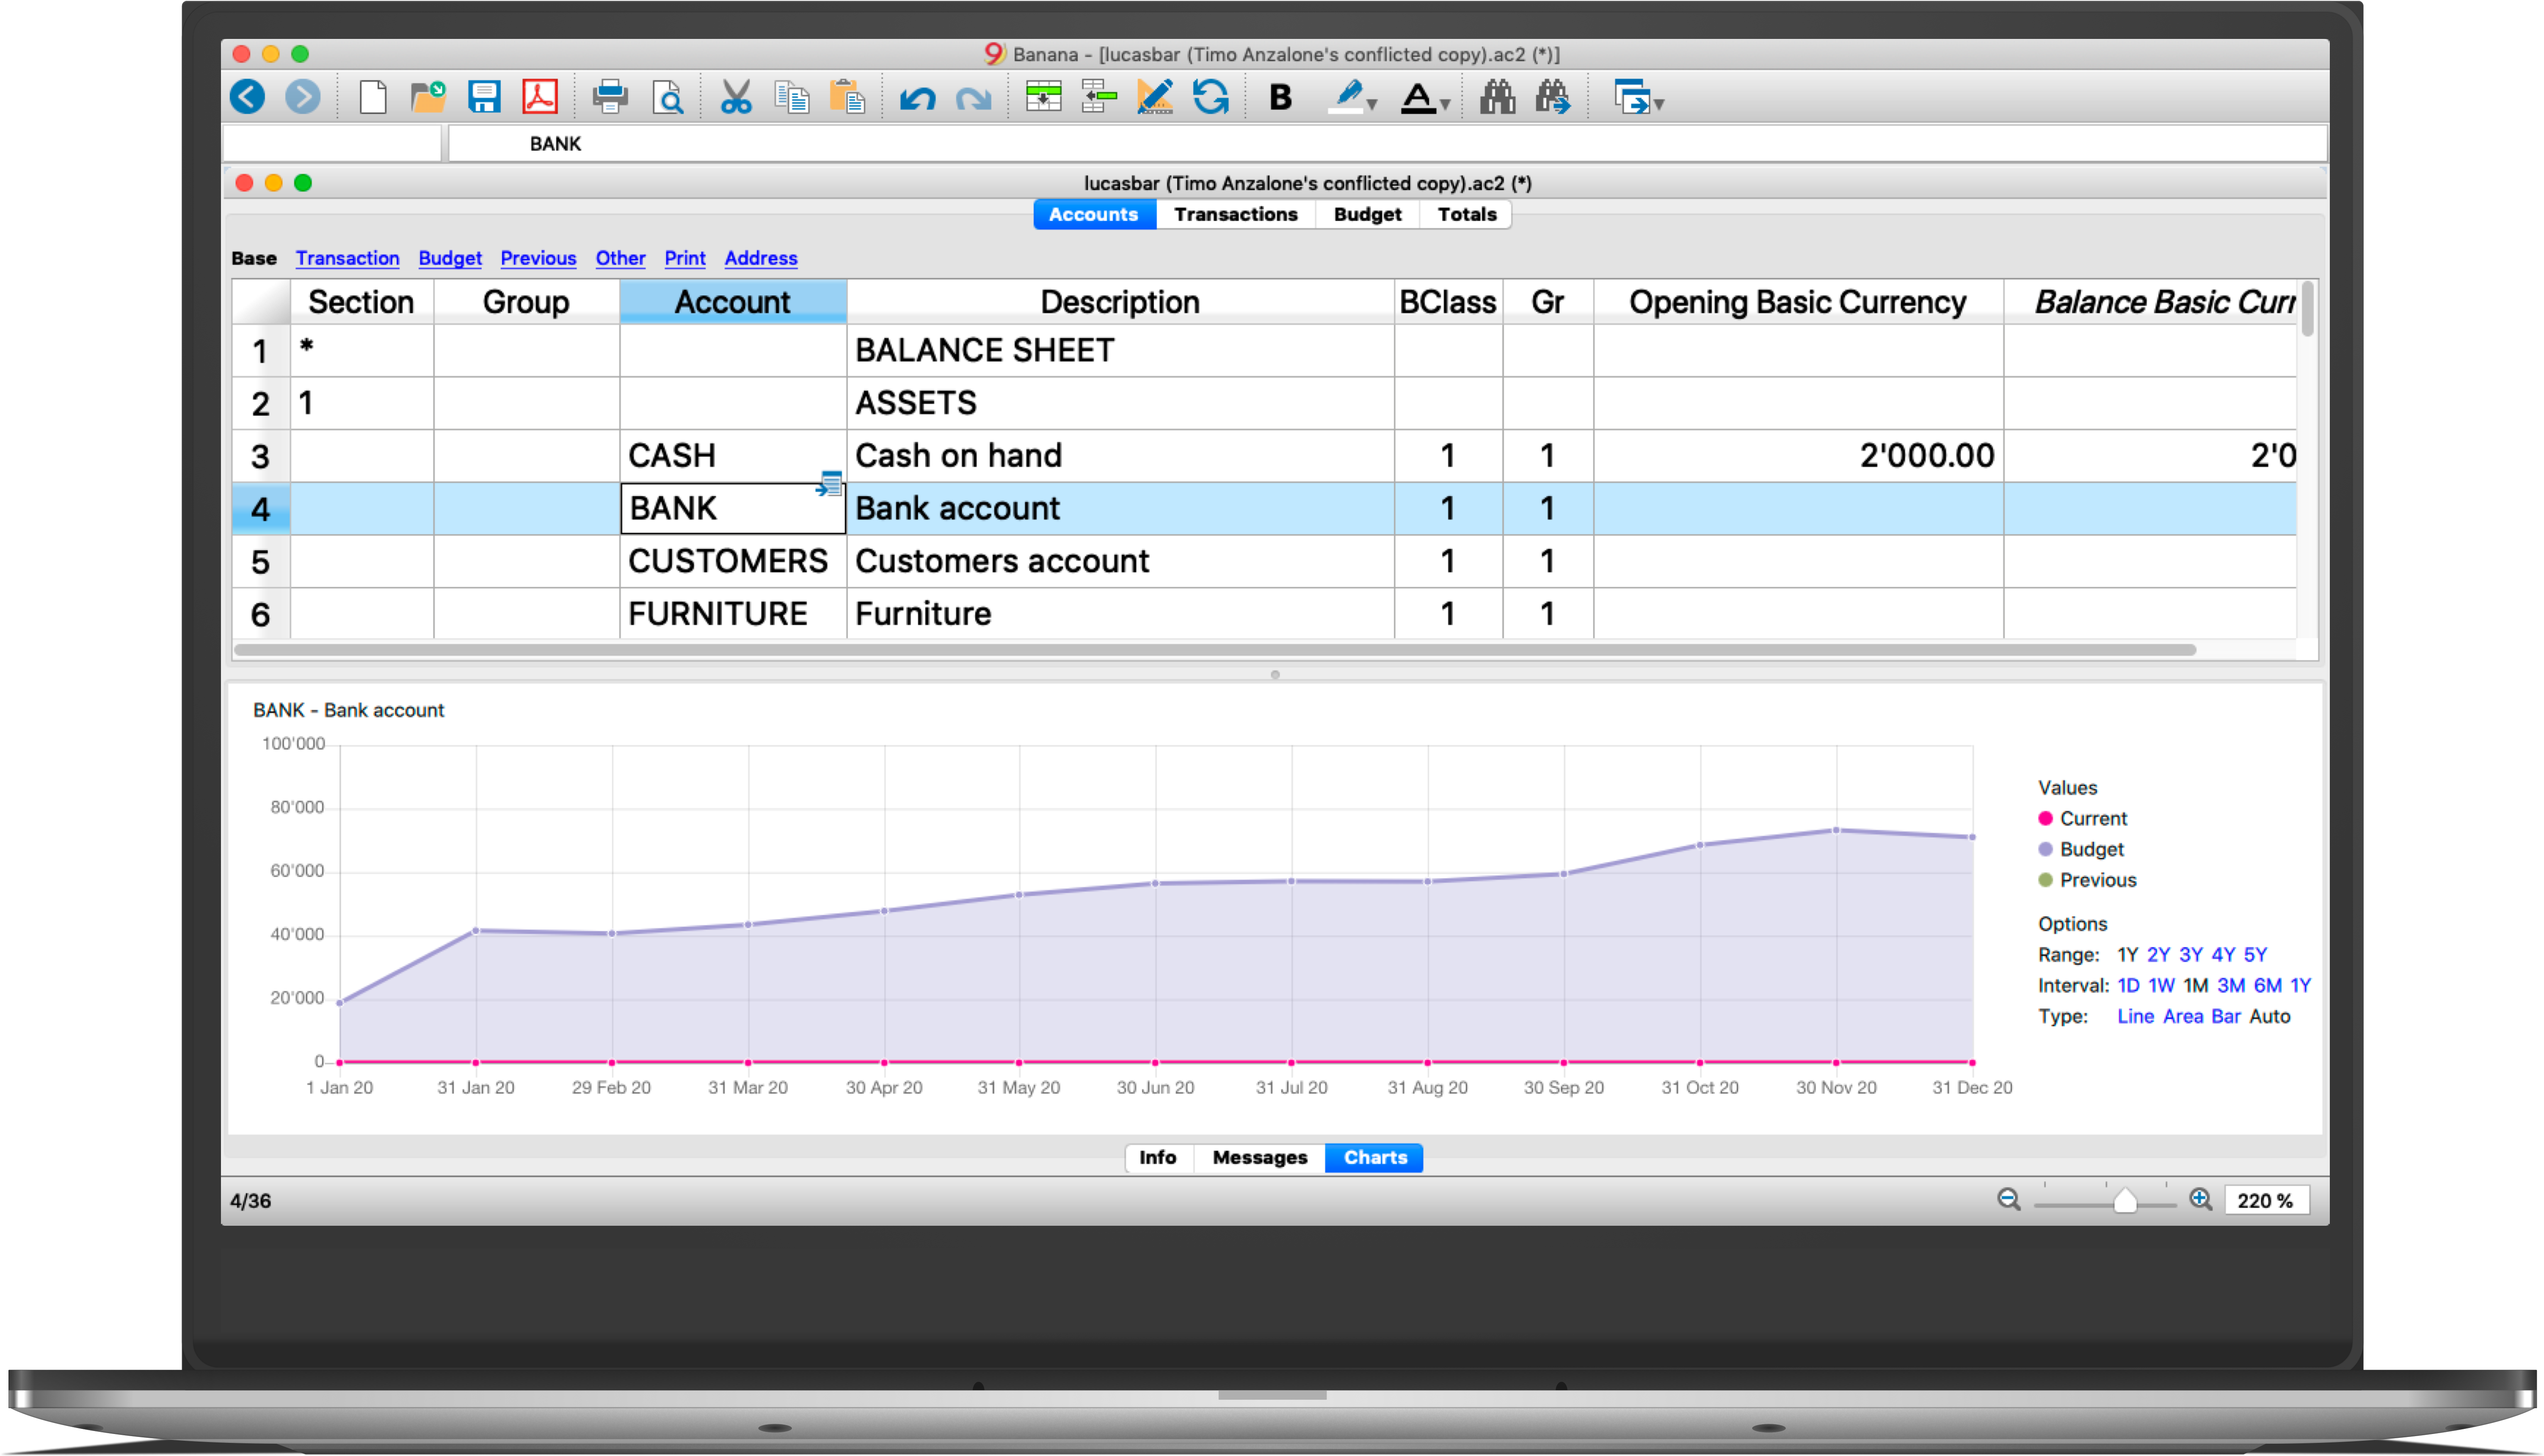 Banana - [lucasbar (Timo Anzalone's conflicted copy).ac2 (*)]
B A
BANK
lucasbar (Timo Anzalone's conflicted copy).ac2 (*)
Accounts Transactions Budget Totals
Base Transaction Budget Previous Other Print Address
Section Group Account Description BClass Gr Opening Basic Currency Balance Basic Curr
1 * BALANCE SHEET
2 1 ASSETS
3 CASH Cash on hand 1 1 2'000.00 2'0
4 BANK Bank account 1 1
5 CUSTOMERS Customers account 1 1
6 FURNITURE Furniture 1 1
BANK - Bank account
100'000
80'000
60'000
40'000
20'000
0
1 Jan 20 31 Jan 20 29 Feb 20 31 Mar 20 30 Apr 20 31 May 20 30 Jun 20 31 Jul 20 31 Aug 20 30 Sep 20 31 Oct 20 30 Nov 20 31 Dec 20
Values
Current
Budget
Previous
Options
Range: 1Y 2Y 3Y 4Y 5Y
Interval: 1D 1W 1M 3M 6M 1Y
Type: Line Area Bar Auto
Info Messages Charts
4/36 220 %